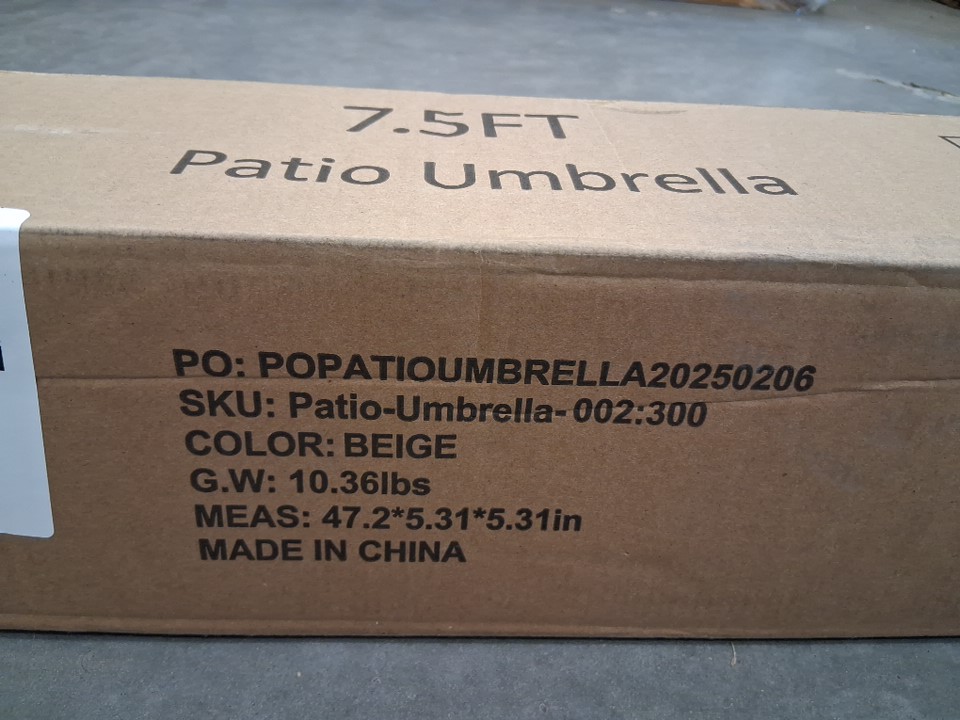 7.5FT
Patio Umbrella
PO: POPATIOUMBRELLA20250206
SKU: Patio-Umbrella-002:300
COLOR: BEIGE
G.W: 10.36lbs
MEAS: 47.2*5.31*5.31in
MADE IN CHINA